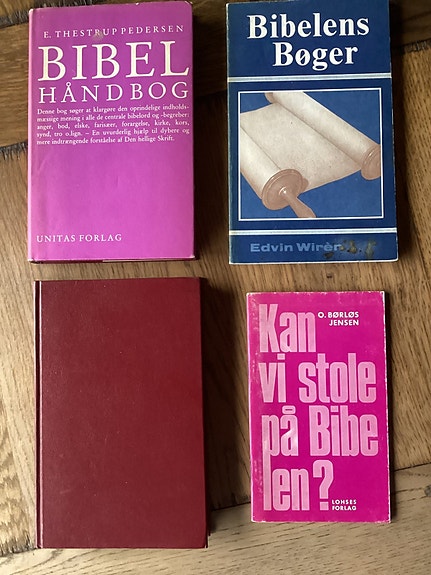 E. THESTRUP PEDERSEN
BIBEL
HÅNDBOG
Denne bog søger at klargøre den oprindelige indholds-
mæssige mening i alle de centrale bibelord og -begreber:
anger, bod, elske, farisæer, forargelse, kirke, kors,
synd, tro o.lign. – En uvurderlig hjælp til dybere og
mere indtrængende forståelse af Den hellige Skrift.
UNITAS FORLAG
Bibelens
Bøger
Edvin Wirèn
O. BØRLØS
JENSEN
Kan
vi stole
på Bibe
len?
LOHSES
FORLAG